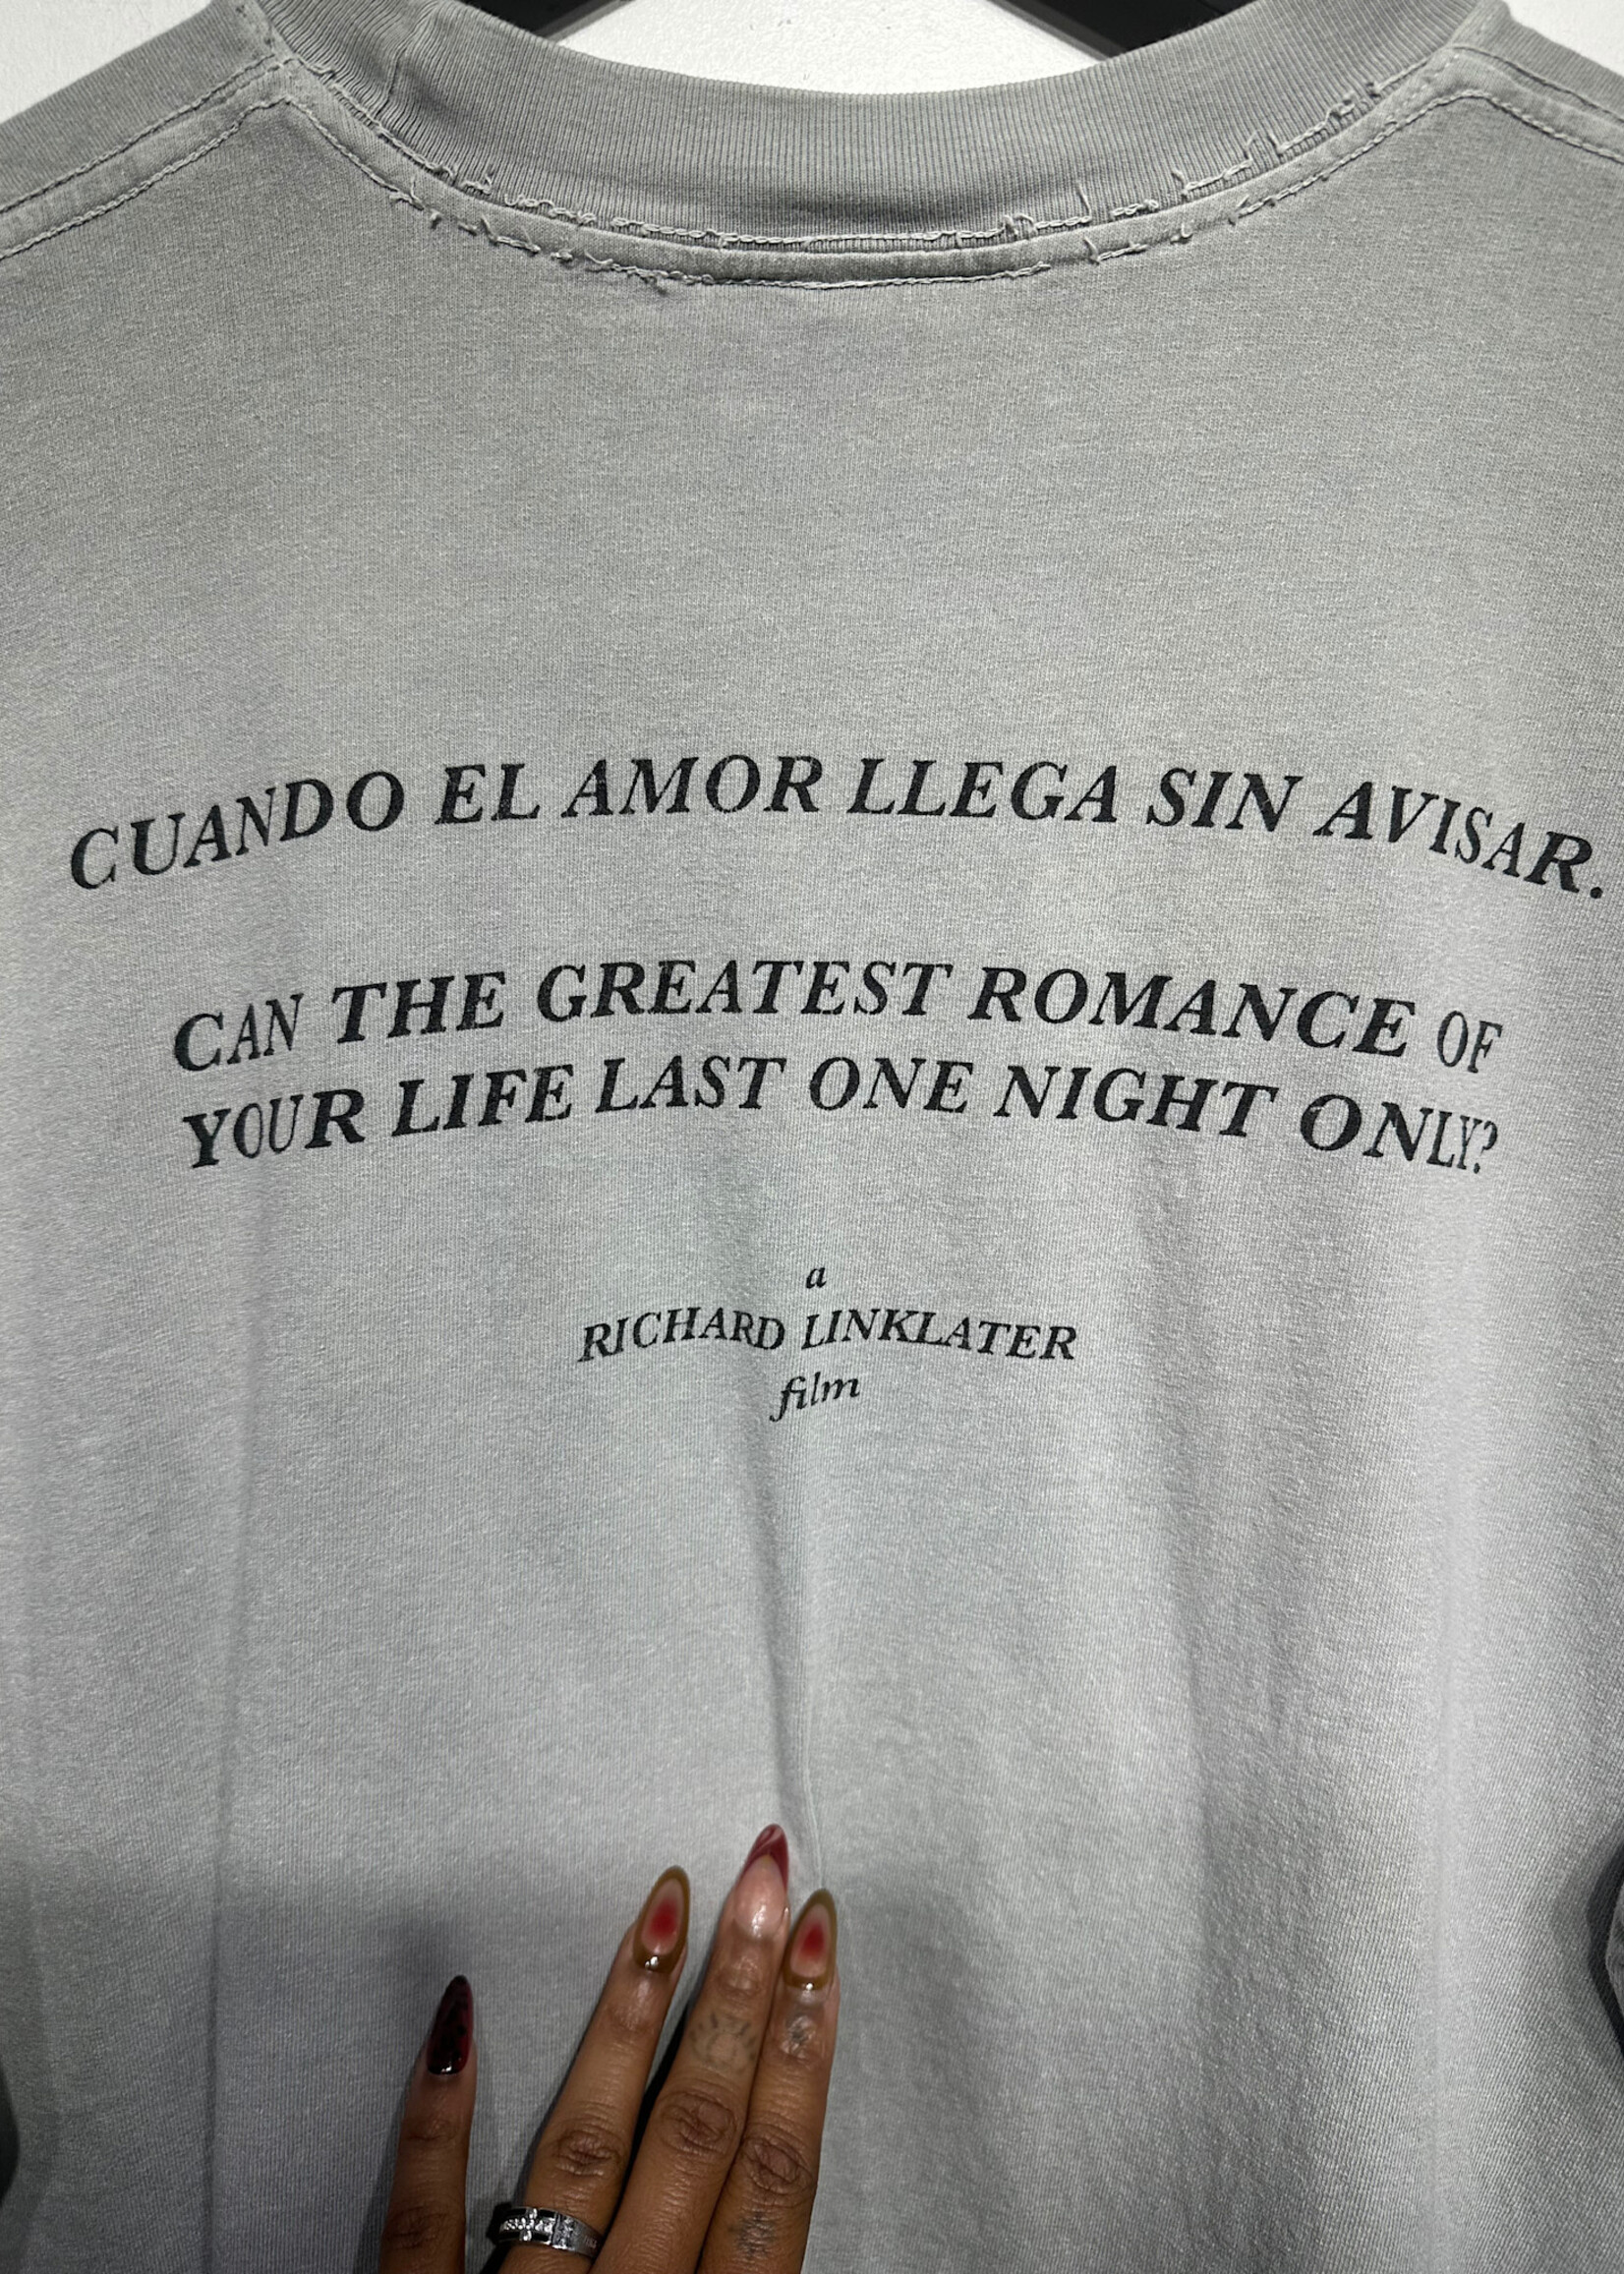 CUANDO EL AMOR LLEGA SIN AVISAR.
CAN THE GREATEST ROMANCE OF
YOUR LIFE LAST ONE NIGHT ONLY?
a
RICHARD LINKLATER
film